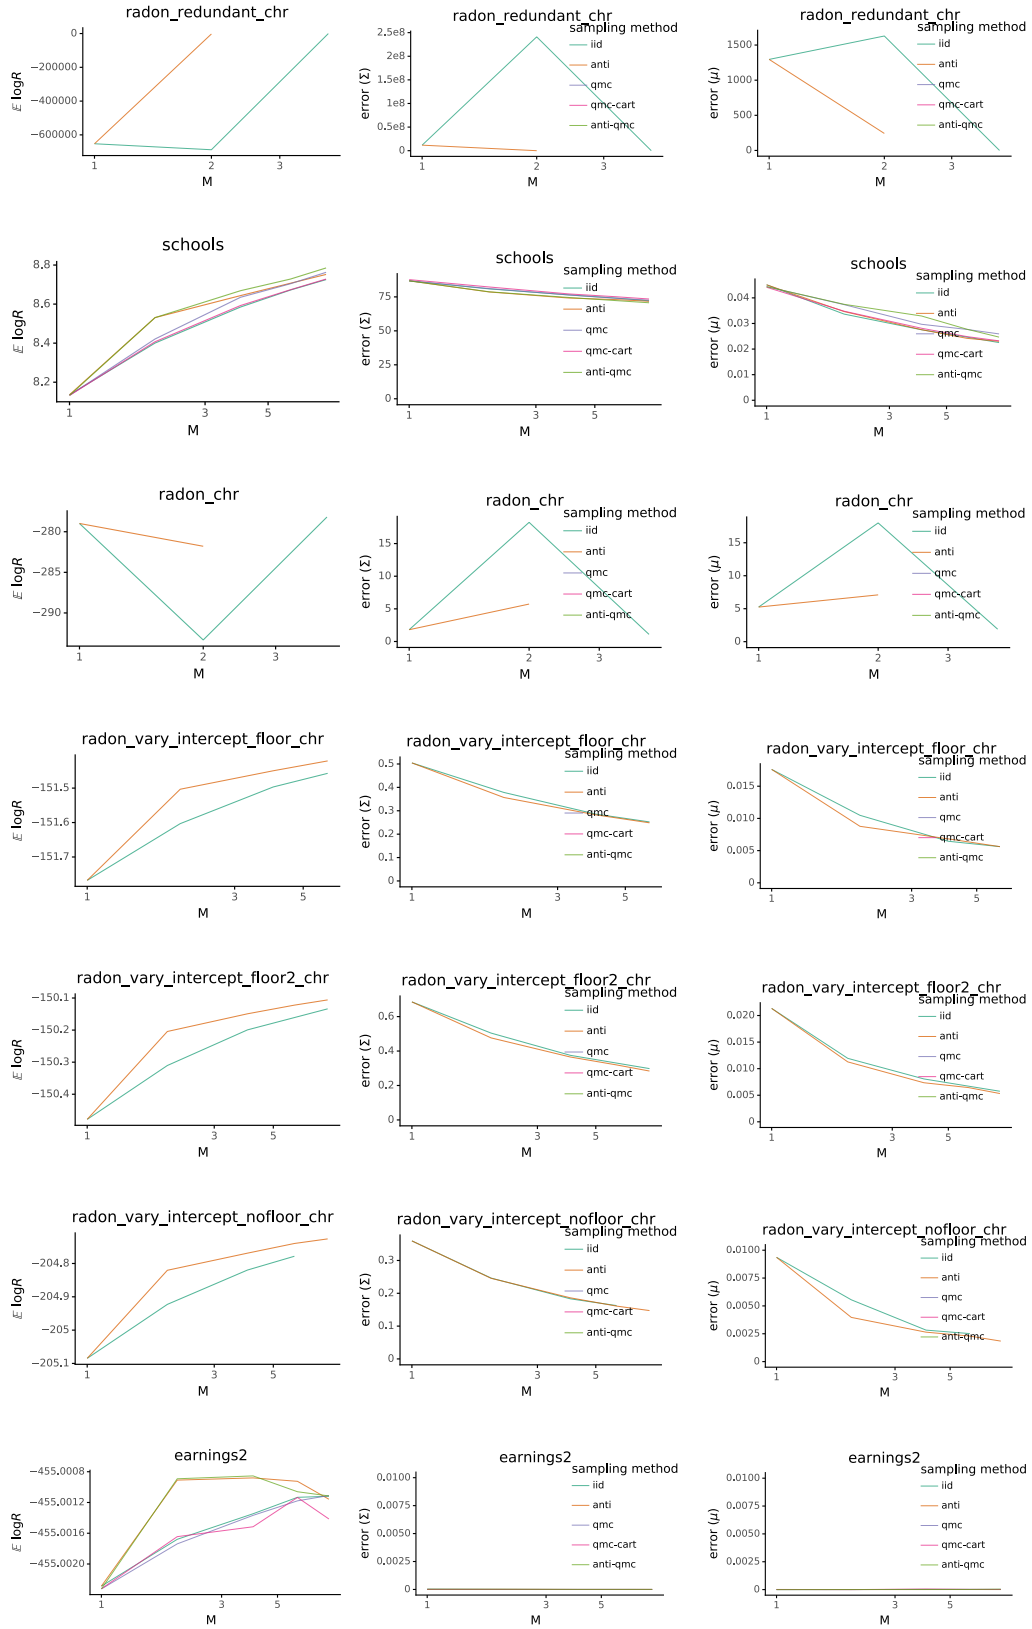 radon_redundant_chr
0
−200000
−400000
−600000
𝔼 logR
1
2
3
M
radon_redundant_chr
sampling method
iid
anti
qmc
qmc-cart
anti-qmc
2.5e8
2e8
1.5e8
1e8
0.5e8
0
error (Σ)
1
2
3
M
radon_redundant_chr
sampling method
iid
anti
qmc
qmc-cart
anti-qmc
1500
1000
500
0
error (μ)
1
2
3
M
schools
8.8
8.6
8.4
8.2
𝔼 logR
1
3
5
M
schools
sampling method
iid
anti
qmc
qmc-cart
anti-qmc
75
50
25
0
error (Σ)
1
3
5
M
schools
sampling method
iid
anti
qmc
qmc-cart
anti-qmc
0.04
0.03
0.02
0.01
0
error (μ)
1
3
5
M
radon_chr
−280
−285
−290
𝔼 logR
1
2
3
M
radon_chr
sampling method
iid
anti
qmc
qmc-cart
anti-qmc
15
10
5
0
error (Σ)
1
2
3
M
radon_chr
sampling method
iid
anti
qmc
qmc-cart
anti-qmc
15
10
5
0
error (μ)
1
2
3
M
radon_vary_intercept_floor_chr
−151.5
−151.6
−151.7
𝔼 logR
1
3
5
M
radon_vary_intercept_floor_chr
sampling method
iid
anti
qmc
qmc-cart
anti-qmc
0.5
0.4
0.3
0.2
0.1
0
error (Σ)
1
3
5
M
radon_vary_intercept_floor_chr
sampling method
iid
anti
qmc
qmc-cart
anti-qmc
0.015
0.010
0.005
0
error (μ)
1
3
5
M
radon_vary_intercept_floor2_chr
−150.1
−150.2
−150.3
−150.4
𝔼 logR
1
3
5
M
radon_vary_intercept_floor2_chr
sampling method
iid
anti
qmc
qmc-cart
anti-qmc
0.6
0.4
0.2
0
error (Σ)
1
3
5
M
radon_vary_intercept_floor2_chr
sampling method
iid
anti
qmc
qmc-cart
anti-qmc
0.020
0.015
0.010
0.005
0
error (μ)
1
3
5
M
radon_vary_intercept_nofloor_chr
−204.8
−204.9
−205
−205.1
𝔼 logR
1
3
5
M
radon_vary_intercept_nofloor_chr
sampling method
iid
anti
qmc
qmc-cart
anti-qmc
0.3
0.2
0.1
0
error (Σ)
1
3
5
M
radon_vary_intercept_nofloor_chr
sampling method
iid
anti
qmc
qmc-cart
anti-qmc
0.0100
0.0075
0.0050
0.0025
0
error (μ)
1
3
5
M
earnings2
−455.0008
−455.0012
−455.0016
−455.0020
𝔼 logR
1
3
5
M
earnings2
sampling method
iid
anti
qmc
qmc-cart
anti-qmc
0.0100
0.0075
0.0050
0.0025
0
error (Σ)
1
3
5
M
earnings2
sampling method
iid
anti
qmc
qmc-cart
anti-qmc
0.0100
0.0075
0.0050
0.0025
0
error (μ)
1
3
5
M